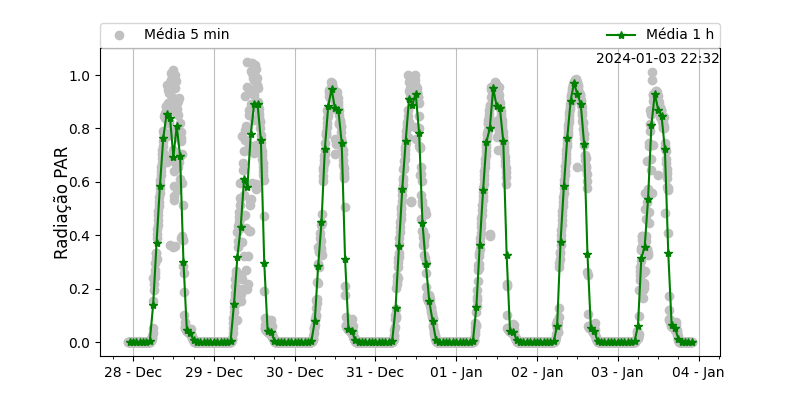 Média 5 min
Média 1 h
2024-01-03 22:32
Radiação PAR
1.0
0.8
0.6
0.4
0.2
0.0
28 - Dec
29 - Dec
30 - Dec
31 - Dec
01 - Jan
02 - Jan
03 - Jan
04 - Jan